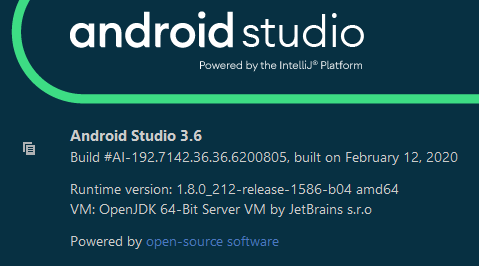 android studio
Powered by the IntelliJ® Platform
Android Studio 3.6
Build #AI-192.7142.36.36.6200805, built on February 12, 2020
Runtime version: 1.8.0_212-release-1586-b04 amd64
VM: OpenJDK 64-Bit Server VM by JetBrains s.r.o
Powered by open-source software